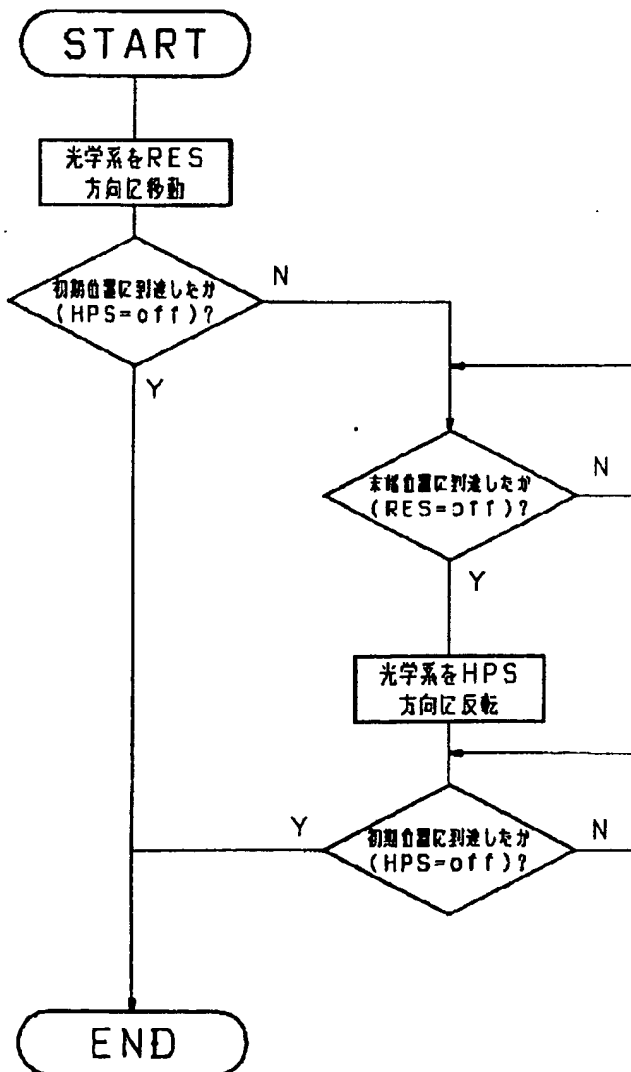 START
光学系をRES
方向に移動
初期位置に到達したか
(HPS=off)?
N
Y
末端位置に到達したか
(RES=off)?
N
Y
光学系をHPS
方向に反転
初期位置に到達したか
(HPS=off)?
Y
N
END